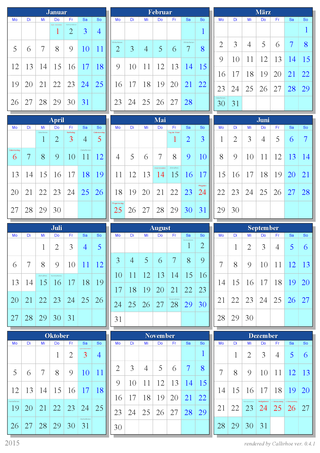 Januar
Mo Di Mi Do Fr Sa So
1 2 3 4
5 6 7 8 9 10 11
12 13 14 15 16 17 18
19 20 21 22 23 24 25
26 27 28 29 30 31
Februar
Mo Di Mi Do Fr Sa So
1
2 3 4 5 6 7 8
9 10 11 12 13 14 15
16 17 18 19 20 21 22
23 24 25 26 27 28
März
Mo Di Mi Do Fr Sa So
1
2 3 4 5 6 7 8
9 10 11 12 13 14 15
16 17 18 19 20 21 22
23 24 25 26 27 28 29
30 31
April
Mo Di Mi Do Fr Sa So
1 2 3 4 5
6 7 8 9 10 11 12
13 14 15 16 17 18 19
20 21 22 23 24 25 26
27 28 29 30
Mai
Mo Di Mi Do Fr Sa So
1 2 3
4 5 6 7 8 9 10
11 12 13 14 15 16 17
18 19 20 21 22 23 24
25 26 27 28 29 30 31
Juni
Mo Di Mi Do Fr Sa So
1 2 3 4 5 6 7
8 9 10 11 12 13 14
15 16 17 18 19 20 21
22 23 24 25 26 27 28
29 30
Juli
Mo Di Mi Do Fr Sa So
1 2 3 4 5
6 7 8 9 10 11 12
13 14 15 16 17 18 19
20 21 22 23 24 25 26
27 28 29 30 31
August
Mo Di Mi Do Fr Sa So
1 2
3 4 5 6 7 8 9
10 11 12 13 14 15 16
17 18 19 20 21 22 23
24 25 26 27 28 29 30
31
September
Mo Di Mi Do Fr Sa So
1 2 3 4 5 6
7 8 9 10 11 12 13
14 15 16 17 18 19 20
21 22 23 24 25 26 27
28 29 30
Oktober
Mo Di Mi Do Fr Sa So
1 2 3 4
5 6 7 8 9 10 11
12 13 14 15 16 17 18
19 20 21 22 23 24 25
26 27 28 29 30 31
November
Mo Di Mi Do Fr Sa So
1
2 3 4 5 6 7 8
9 10 11 12 13 14 15
16 17 18 19 20 21 22
23 24 25 26 27 28 29
30
Dezember
Mo Di Mi Do Fr Sa So
1 2 3 4 5 6
7 8 9 10 11 12 13
14 15 16 17 18 19 20
21 22 23 24 25 26 27
28 29 30 31
2015 rendered by ver. 0.4.1